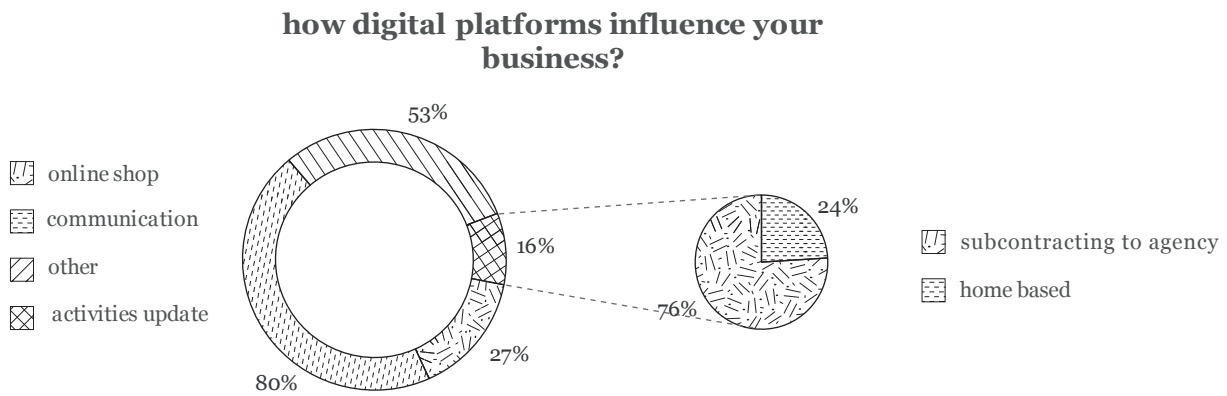 how digital platforms influence your
business?
53%
online shop
communication
other
activities update
16%
27%
80%
24%
76%
subcontracting to agency
home based